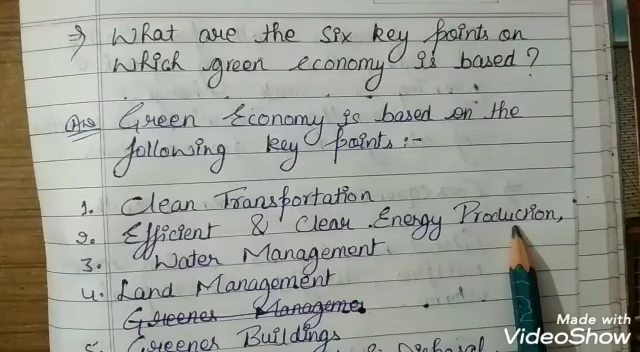 ⇒ What are the six key points on
which green economy is based?
Ans Green Economy is based on the
following key points :-
1. Clean Transportation
2. Efficient & Clean Energy Production,
3. Water Management
4. Land Management
Greener Manageme
5. Greener Buildings
& Disposal
Made with
VideoShow